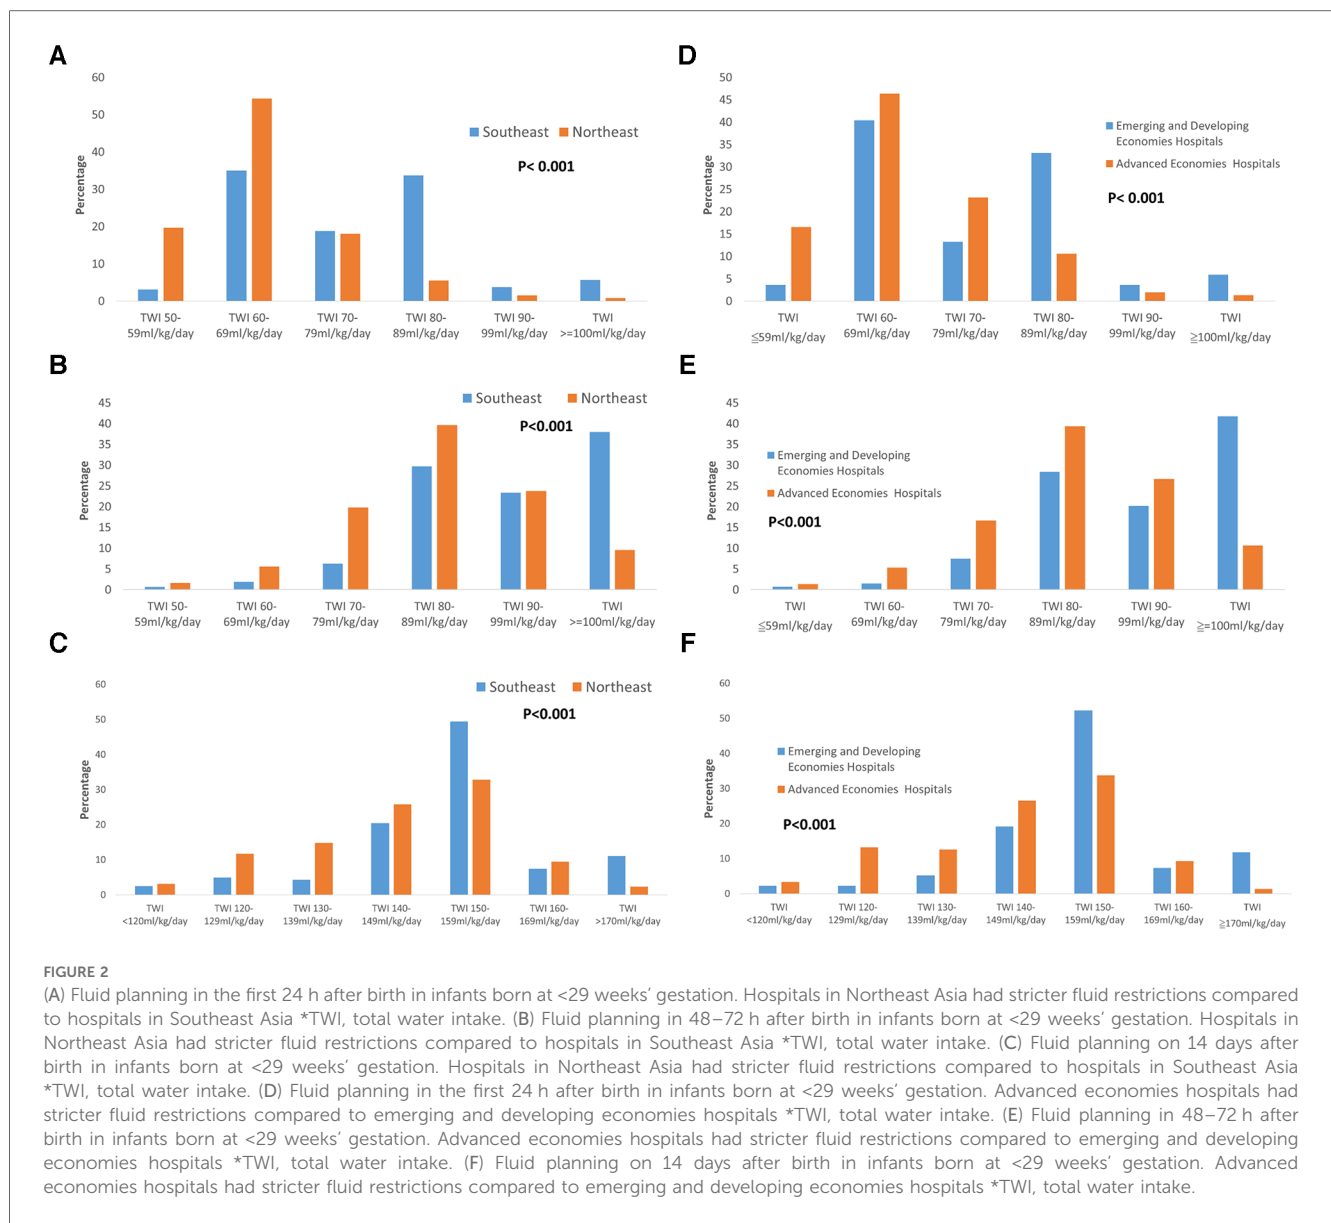 A
60
50
40
30
20
10
0
Percentage
Southeast Northeast
P< 0.001
TWI 50-
59ml/kg/day
TWI 60-
69ml/kg/day
TWI 70-
79ml/kg/day
TWI 80-
89ml/kg/day
TWI 90-
99ml/kg/day
TWI
>=100ml/kg/day
B
45
40
35
30
25
20
15
10
5
0
Percentage
Southeast Northeast
P<0.001
TWI 50-
59ml/kg/day
TWI 60-
69ml/kg/day
TWI 70-
79ml/kg/day
TWI 80-
89ml/kg/day
TWI 90-
99ml/kg/day
TWI
>=100ml/kg/day
C
60
50
40
30
20
10
0
Percentage
Southeast Northeast
P<0.001
TWI
<120ml/kg/day
TWI 120-
129ml/kg/day
TWI 130-
139ml/kg/day
TWI 140-
149ml/kg/day
TWI 150-
159ml/kg/day
TWI 160-
169ml/kg/day
TWI
>170ml/kg/day
D
50
45
40
35
30
25
20
15
10
5
0
Percentage
Emerging and Developing
Economies Hospitals
Advanced Economies Hospitals
P< 0.001
TWI
≦59ml/kg/day
TWI 60-
69ml/kg/day
TWI 70-
79ml/kg/day
TWI 80-
89ml/kg/day
TWI 90-
99ml/kg/day
TWI
≧100ml/kg/day
E
45
40
35
30
25
20
15
10
5
0
Percentage
Emerging and Developing
Economies Hospitals
Advanced Economies Hospitals
P<0.001
TWI
≦59ml/kg/day
TWI 60-
69ml/kg/day
TWI 70-
79ml/kg/day
TWI 80-
89ml/kg/day
TWI 90-
99ml/kg/day
TWI
≧=100ml/kg/day
F
60
50
40
30
20
10
0
Percentage
Emerging and Developing
Economies Hospitals
Advanced Economies Hospitals
P<0.001
TWI
<120ml/kg/day
TWI 120-
129ml/kg/day
TWI 130-
139ml/kg/day
TWI 140-
149ml/kg/day
TWI 150-
159ml/kg/day
TWI 160-
169ml/kg/day
TWI
≧170ml/kg/day
FIGURE 2
(A) Fluid planning in the first 24 h after birth in infants born at <29 weeks’ gestation. Hospitals in Northeast Asia had stricter fluid restrictions compared
to hospitals in Southeast Asia *TWI, total water intake. (B) Fluid planning in 48–72 h after birth in infants born at <29 weeks’ gestation. Hospitals in
Northeast Asia had stricter fluid restrictions compared to hospitals in Southeast Asia *TWI, total water intake. (C) Fluid planning on 14 days after
birth in infants born at <29 weeks’ gestation. Hospitals in Northeast Asia had stricter fluid restrictions compared to hospitals in Southeast Asia
*TWI, total water intake. (D) Fluid planning in the first 24 h after birth in infants born at <29 weeks’ gestation. Advanced economies hospitals had
stricter fluid restrictions compared to emerging and developing economies hospitals *TWI, total water intake. (E) Fluid planning in 48–72 h after
birth in infants born at <29 weeks’ gestation. Advanced economies hospitals had stricter fluid restrictions compared to emerging and developing
economies hospitals *TWI, total water intake. (F) Fluid planning on 14 days after birth in infants born at <29 weeks’ gestation. Advanced
economies hospitals had stricter fluid restrictions compared to emerging and developing economies hospitals *TWI, total water intake.